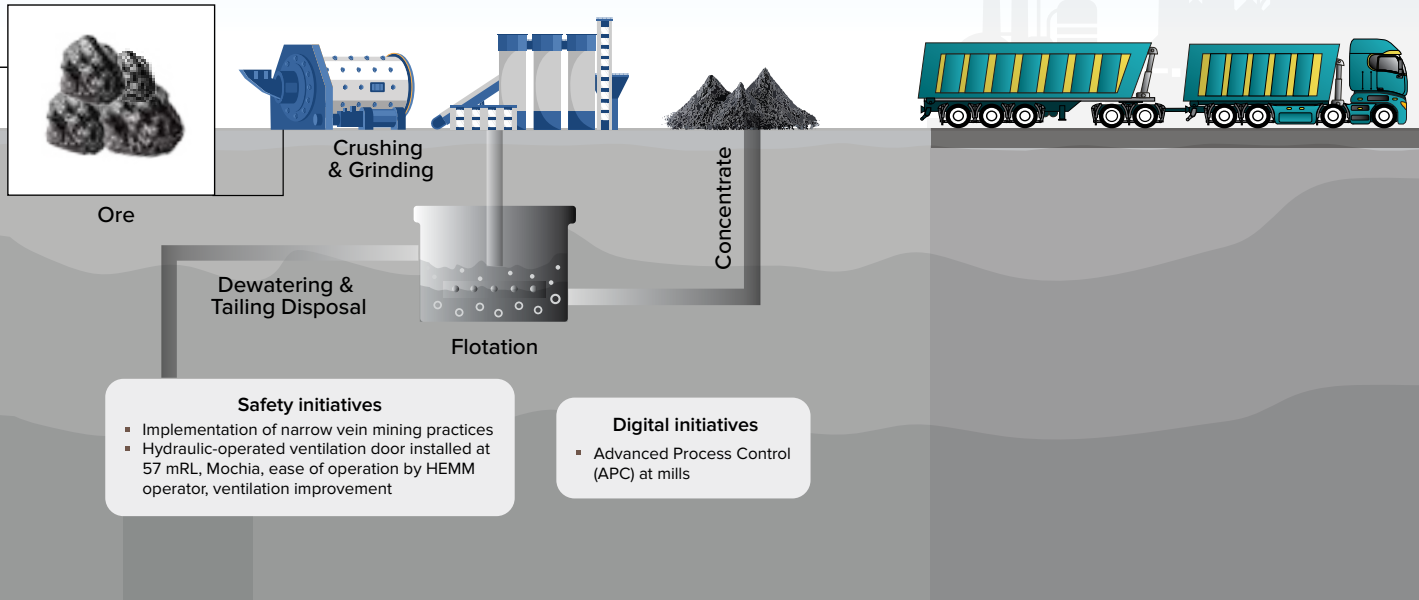 Ore
Crushing
& Grinding
Concentrate
Dewatering &
Tailing Disposal
Flotation
Safety initiatives
▪ Implementation of narrow vein mining practices
▪ Hydraulic-operated ventilation door installed at
57 mRL, Mochia, ease of operation by HEMM
operator, ventilation improvement
Digital initiatives
▪ Advanced Process Control
(APC) at mills